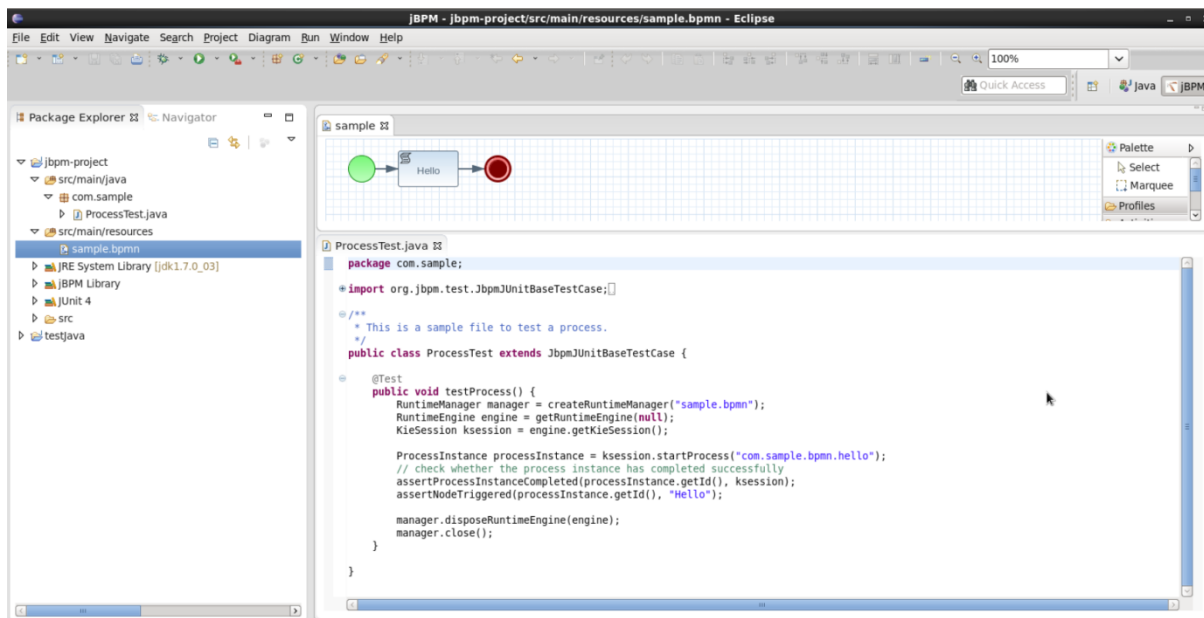 jBPM - jbpm-project/src/main/resources/sample.bpmn - Eclipse
File Edit View Navigate Search Project Diagram Run Window Help
100%
Quick Access
Java
jBPM
Package Explorer
Navigator
jbpm-project
src/main/java
com.sample
ProcessTest.java
src/main/resources
sample.bpmn
JRE System Library [jdk1.7.0_03]
jBPM Library
JUnit 4
src
testJava
sample
Hello
Palette
Select
Marquee
Profiles
ProcessTest.java
package com.sample;
import org.jbpm.test.JbpmJUnitBaseTestCase;
/**
* This is a sample file to test a process.
*/
public class ProcessTest extends JbpmJUnitBaseTestCase {
@Test
public void testProcess() {
RuntimeManager manager = createRuntimeManager("sample.bpmn");
RuntimeEngine engine = getRuntimeEngine(null);
KieSession ksession = engine.getKieSession();
ProcessInstance processInstance = ksession.startProcess("com.sample.bpmn.hello");
// check whether the process instance has completed successfully
assertProcessInstanceCompleted(processInstance.getId(), ksession);
assertNodeTriggered(processInstance.getId(), "Hello");
manager.disposeRuntimeEngine(engine);
manager.close();
}
}